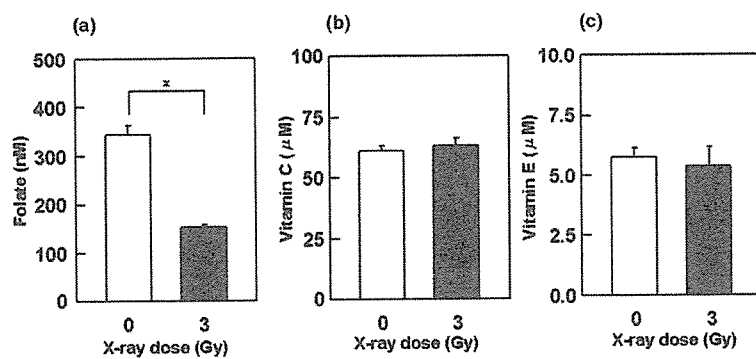 (a)
(b)
(c)
Folate (nM)
500
400
300
200
100
0
*
0
3
X-ray dose (Gy)
Vitamin C (μM)
100
75
50
25
0
0
3
X-ray dose (Gy)
Vitamin E (μM)
10.0
7.5
5.0
2.5
0.0
0
3
X-ray dose (Gy)